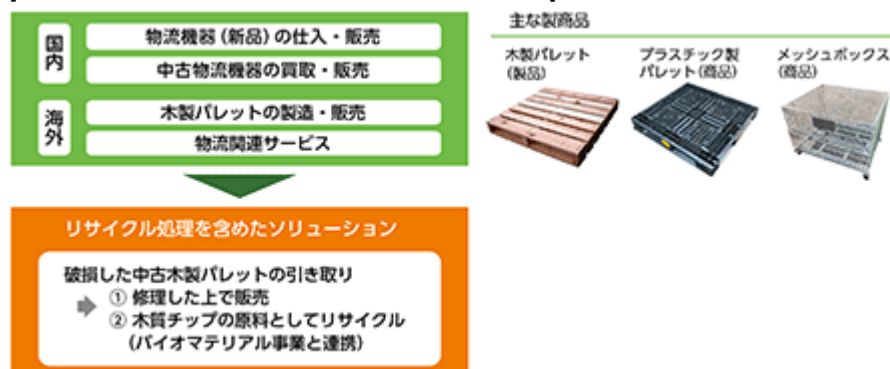 国内
物流機器(新品)の仕入・販売
中古物流機器の買取・販売
海外
木製パレットの製造・販売
物流関連サービス
リサイクル処理を含めたソリューション
破損した中古木製パレットの引き取り
① 修理した上で販売
② 木質チップの原料としてリサイクル
(バイオマテリアル事業と連携)
主な製商品
木製パレット
(製品)
プラスチック製
パレット(商品)
メッシュボックス
(商品)